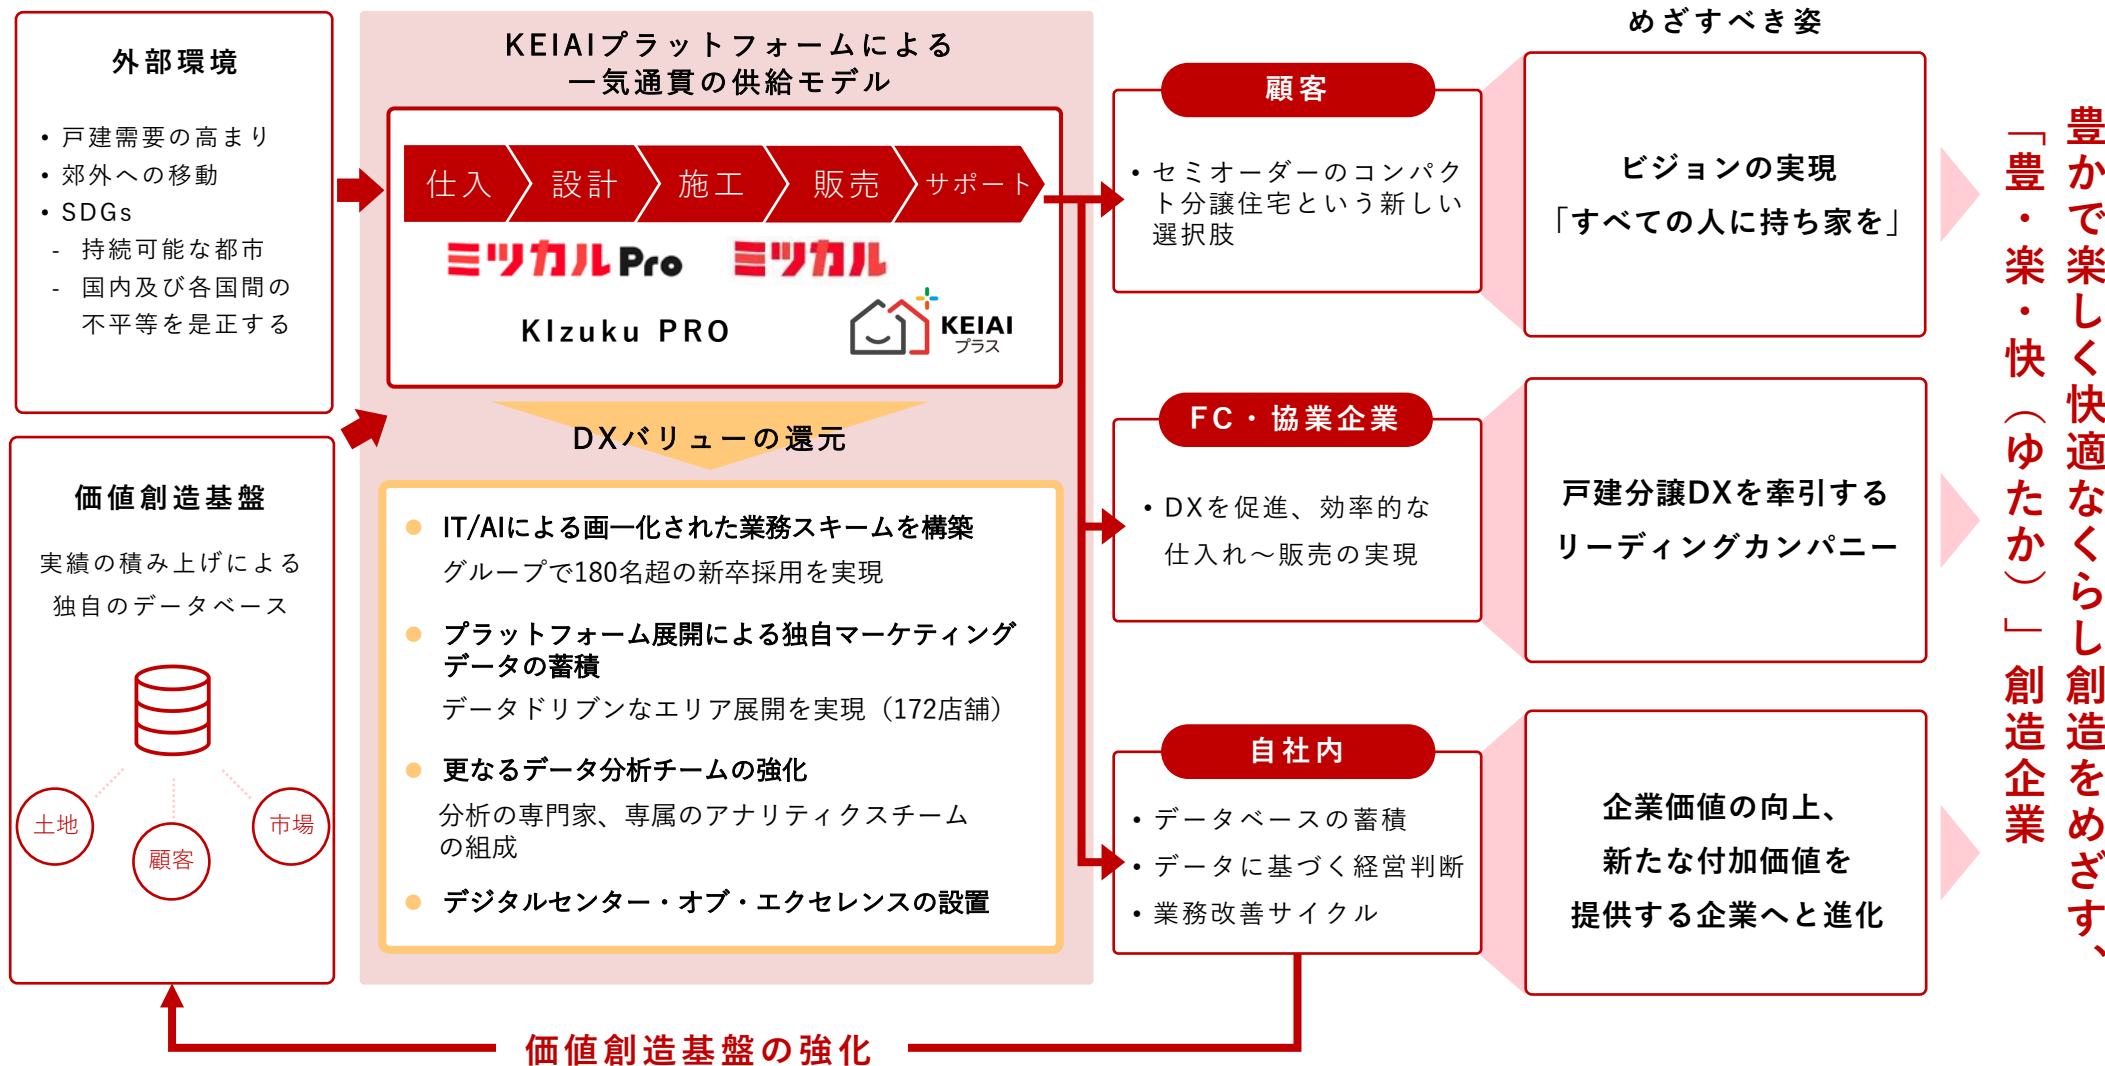 外部環境
• 戸建需要の高まり
• 郊外への移動
• SDGs
- 持続可能な都市
- 国内及び各国間の
不平等を是正する
価値創造基盤
実績の積み上げによる
独自のデータベース
土地
顧客
市場
KEIAIプラットフォームによる
一気通貫の供給モデル
仕入
設計
施工
販売
サポート
ミツカル Pro
ミツカル
KIzuku PRO
KEIAI
プラス
DXバリューの還元
IT/AIによる画一化された業務スキームを構築
グループで180名超の新卒採用を実現
プラットフォーム展開による独自マーケティング
データの蓄積
データドリブンなエリア展開を実現（172店舗）
更なるデータ分析チームの強化
分析の専門家、専属のアナリティクスチーム
の組成
デジタルセンター・オブ・エクセレンスの設置
顧客
• セミオーダーのコンパク
ト分譲住宅という新しい
選択肢
FC・協業企業
• DXを促進、効率的な
仕入れ～販売の実現
自社内
• データベースの蓄積
• データに基づく経営判断
• 業務改善サイクル
価値創造基盤の強化
めざすべき姿
ビジョンの実現
「すべての人に持ち家を」
戸建分譲DXを牽引する
リーディングカンパニー
企業価値の向上、
新たな付加価値を
提供する企業へと進化
豊かで楽しく快適なくらし創造をめざす、
「豊・楽・快（ゆたか）」創造企業